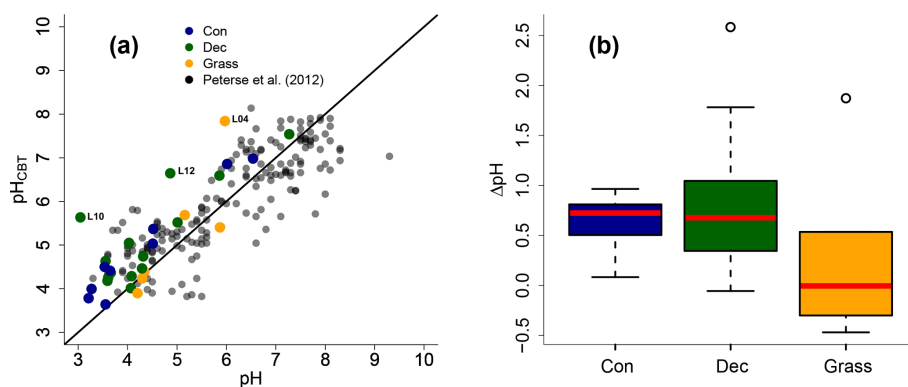 (a)
Con
Dec
Grass
Peterse et al. (2012)
L04
L12
L10
pH_CBT
10
9
8
7
6
5
4
3
3 4 5 6 7 8 9 10
pH
(b)
ΔpH
2.5
2.0
1.5
1.0
0.5
0.0
−0.5
Con Dec Grass